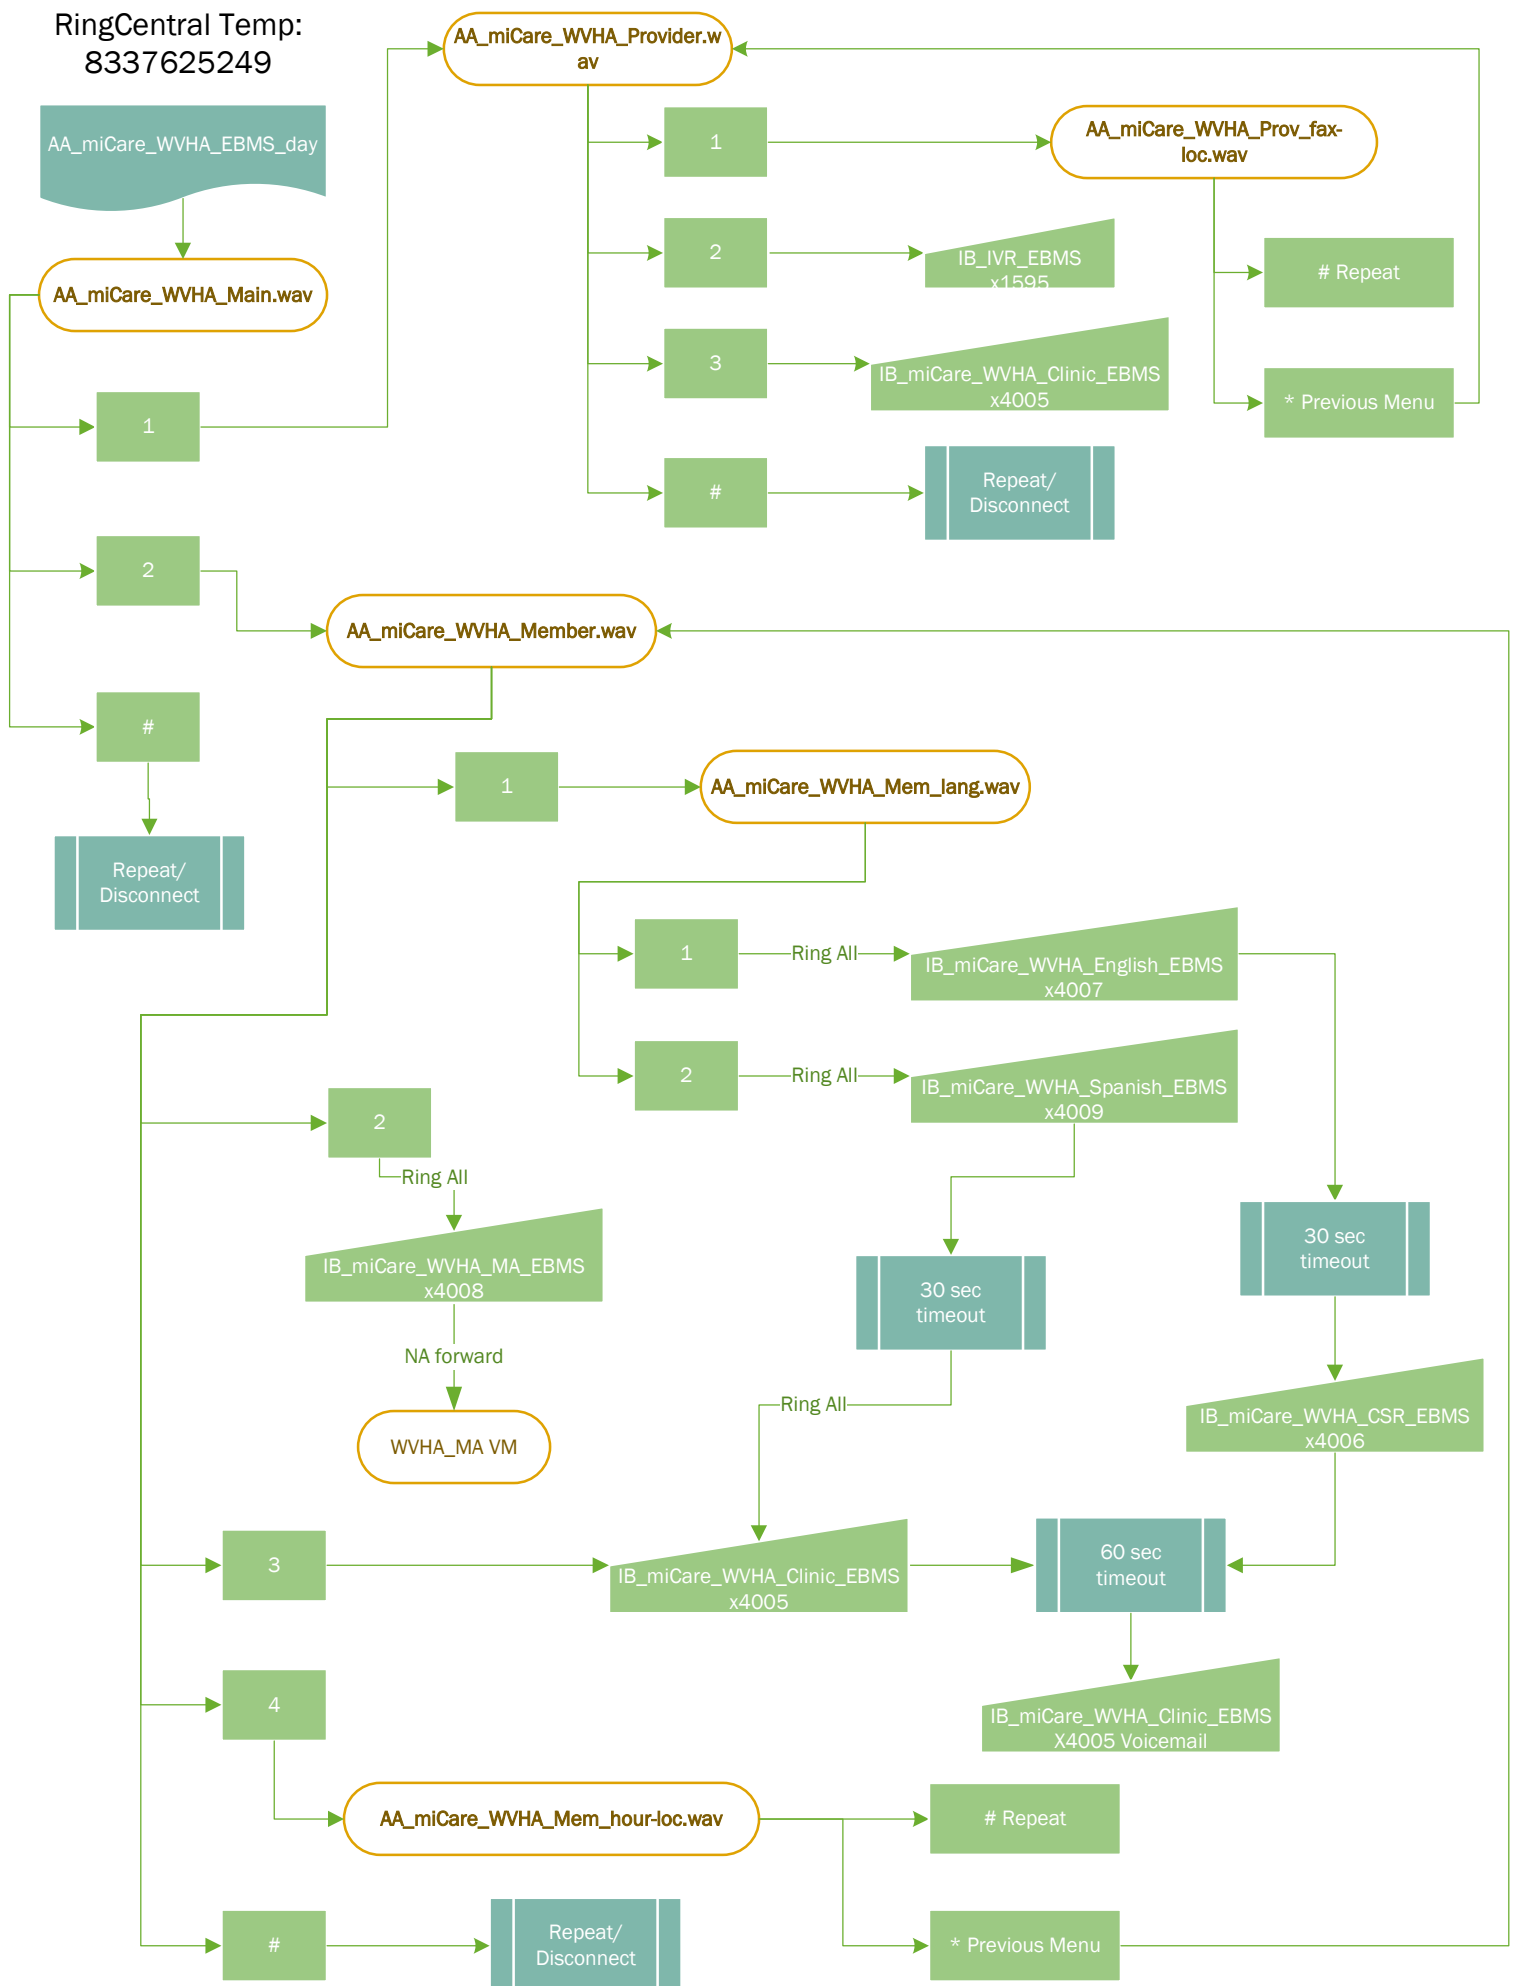 RingCentral Temp:
8337625249
AA_miCare_WVHA_EBMS_day
AA_miCare_WVHA_Main.wav
1
2
#
Repeat/
Disconnect
AA_miCare_WVHA_Provider.w
av
1
AA_miCare_WVHA_Prov_fax-
loc.wav
# Repeat
* Previous Menu
2
IB_IVR_EBMS
x1595
3
IB_miCare_WVHA_Clinic_EBMS
x4005
#
Repeat/
Disconnect
AA_miCare_WVHA_Member.wav
1
AA_miCare_WVHA_Mem_lang.wav
1
Ring All
IB_miCare_WVHA_English_EBMS
x4007
2
Ring All
IB_miCare_WVHA_Spanish_EBMS
x4009
30 sec
timeout
30 sec
timeout
Ring All
IB_miCare_WVHA_CSR_EBMS
x4006
2
Ring All
IB_miCare_WVHA_MA_EBMS
x4008
NA forward
WVHA_MA VM
3
IB_miCare_WVHA_Clinic_EBMS
x4005
60 sec
timeout
IB_miCare_WVHA_Clinic_EBMS
X4005 Voicemail
4
AA_miCare_WVHA_Mem_hour-loc.wav
# Repeat
* Previous Menu
#
Repeat/
Disconnect